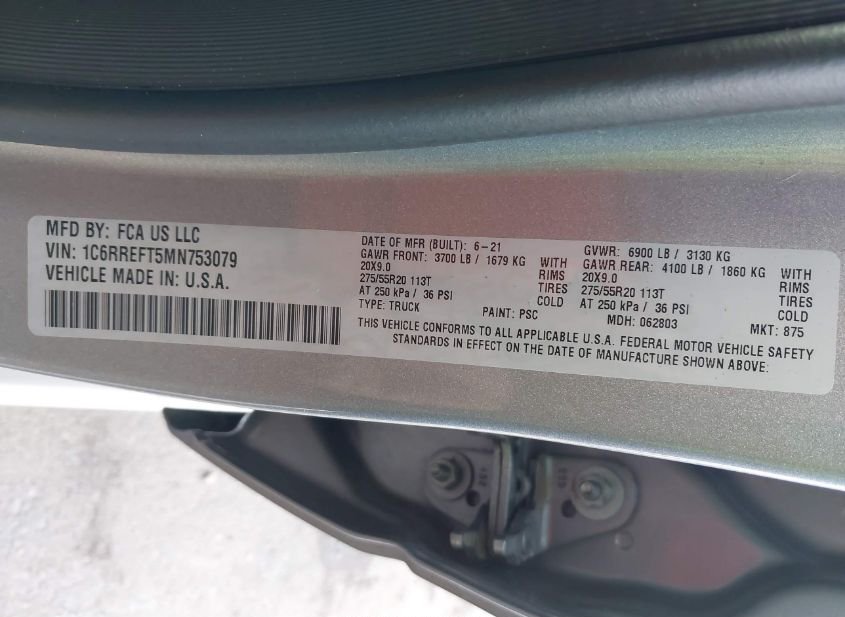 MFD BY: FCA US LLC
VIN: 1C6RREFT5MN753079
VEHICLE MADE IN: U.S.A.
DATE OF MFR (BUILT): 6-21
GAWR FRONT: 3700 LB / 1679 KG WITH
20X9.0 RIMS
275/55R20 113T TIRES
AT 250 kPa / 36 PSI COLD
TYPE: TRUCK PAINT: PSC
GVWR: 6900 LB / 3130 KG
GAWR REAR: 4100 LB / 1860 KG WITH
20X9.0 RIMS
275/55R20 113T TIRES
AT 250 kPa / 36 PSI COLD
MDH: 062803 MKT: 875
THIS VEHICLE CONFORMS TO ALL APPLICABLE U.S.A. FEDERAL MOTOR VEHICLE SAFETY
STANDARDS IN EFFECT ON THE DATE OF MANUFACTURE SHOWN ABOVE: